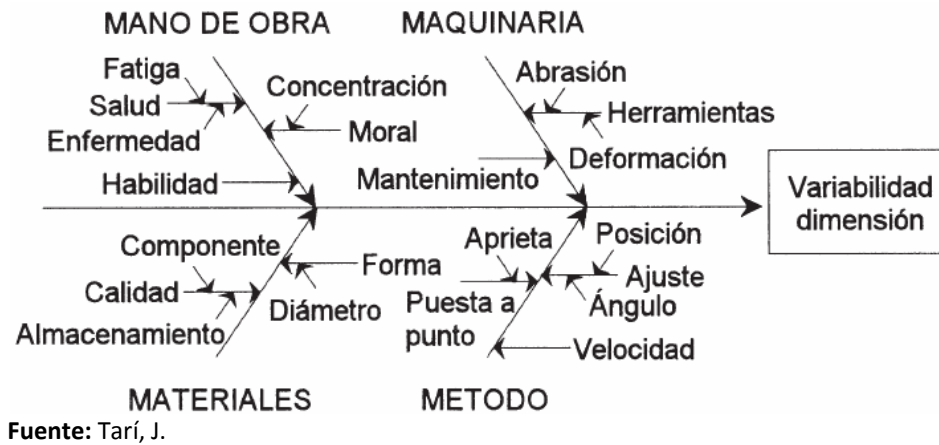 MANO DE OBRA
MAQUINARIA
Fatiga
Salud
Enfermedad
Concentración
Moral
Habilidad
Abrasión
Herramientas
Deformación
Mantenimiento
Variabilidad
dimensión
Componente
Calidad
Almacenamiento
Forma
Diámetro
Aprieta
Puesta a
punto
Posición
Ajuste
Ángulo
Velocidad
MATERIALES
METODO
Fuente: Tarí, J.